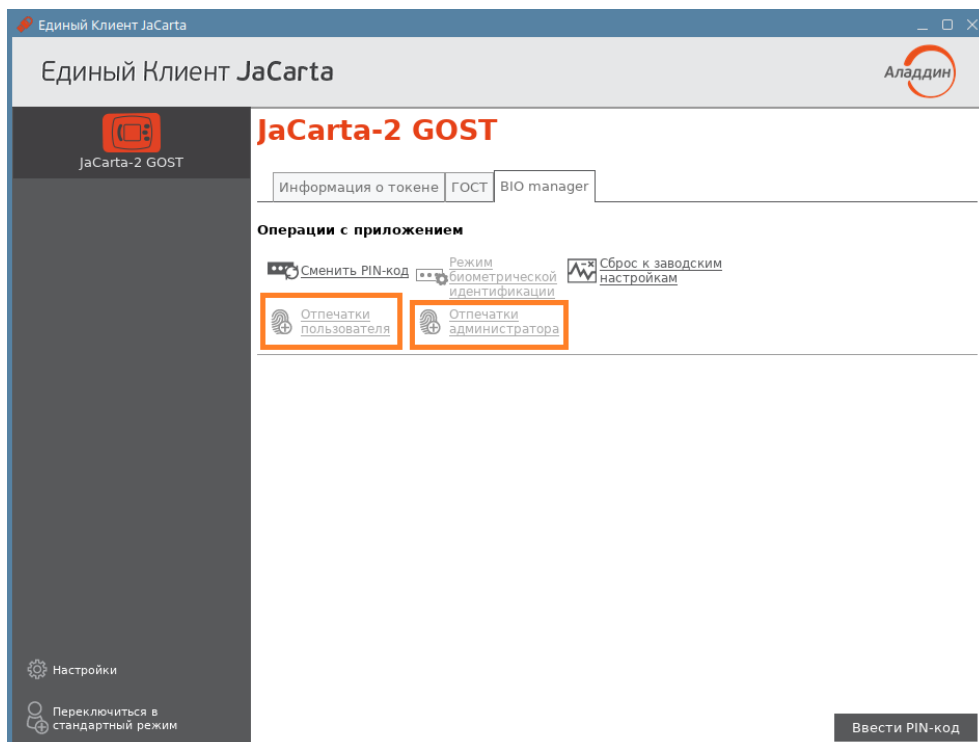 Единый Клиент JaCarta
Единый Клиент JaCarta
Аладдин
JaCarta-2 GOST
JaCarta-2 GOST
Информация о токене ГОСТ BIO manager
Операции с приложением
Сменить PIN-код
Режим
биометрической
идентификации
Сброс к заводским
настройкам
Отпечатки
пользователя
Отпечатки
администратора
Настройки
Переключиться в
стандартный режим
Ввести PIN-код